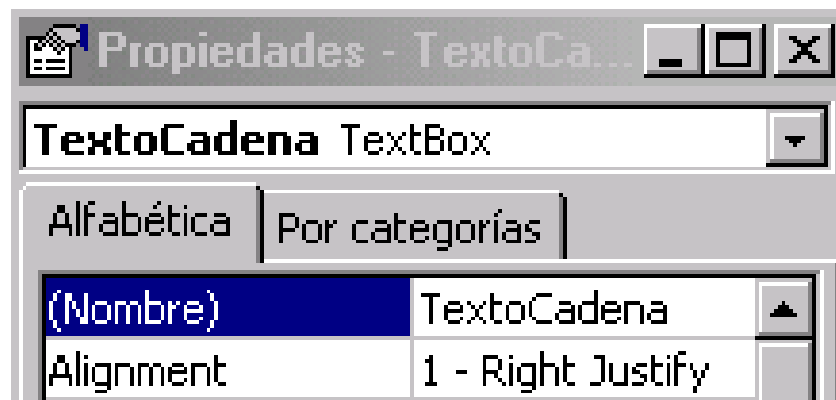 Propiedades - TextoCa...
TextoCadena TextBox
Alfabética Por categorías
(Nombre) TextoCadena
Alignment 1 - Right Justify